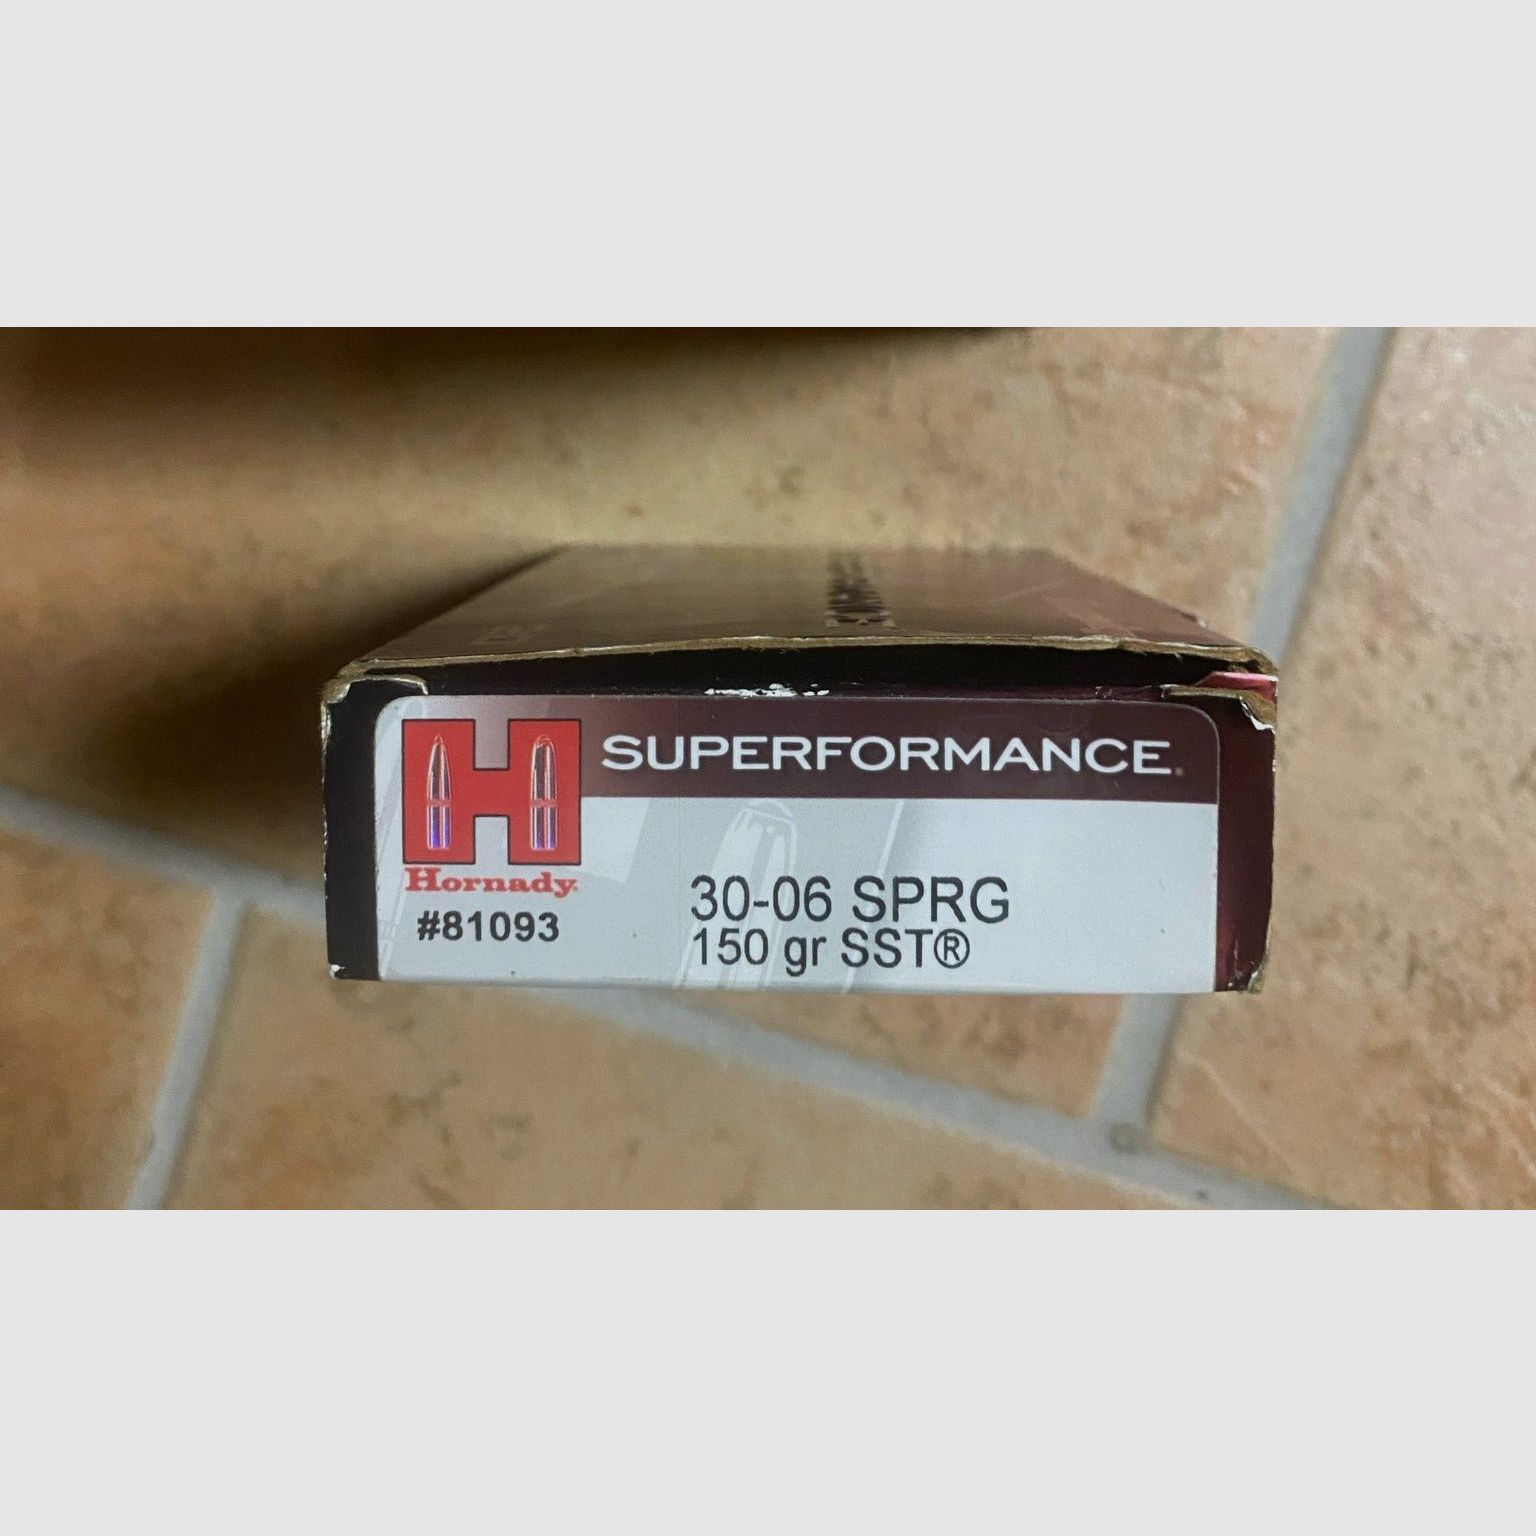 SUPERFORMANCE
Hornady
#81093
30-06 SPRG
150 gr SST®